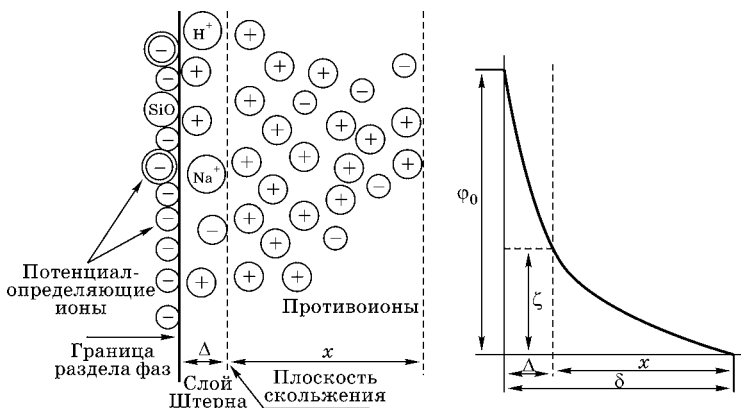 H⁺
SiO
Na⁺
Потенциал-
определяющие
ионы
Противоионы
Граница
раздела фаз
Δ
x
Слой
Штерна
Плоскость
скольжения
φ₀
ζ
Δ
x
δ